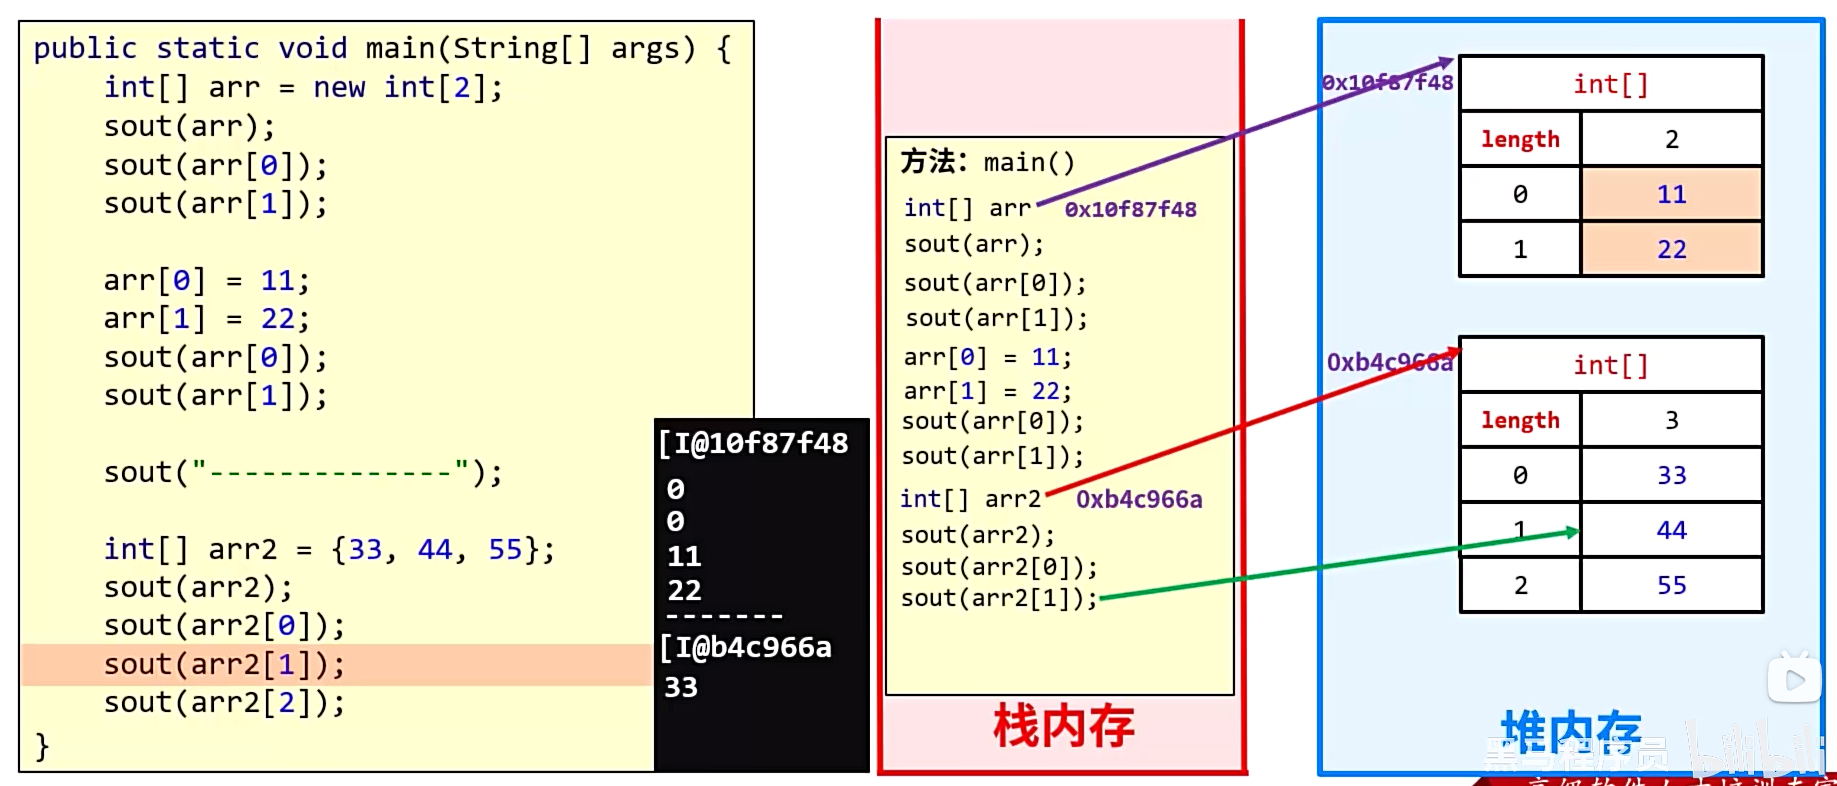 public static void main(String[] args) {
int[] arr = new int[2];
sout(arr);
sout(arr[0]);
sout(arr[1]);
arr[0] = 11;
arr[1] = 22;
sout(arr[0]);
sout(arr[1]);
sout("--------------");
int[] arr2 = {33, 44, 55};
sout(arr2);
sout(arr2[0]);
sout(arr2[1]);
sout(arr2[2]);
}
[I@10f87f48
0
0
11
22
-------
[I@b4c966a
33
方法：main()
int[] arr 0x10f87f48
sout(arr);
sout(arr[0]);
sout(arr[1]);
arr[0] = 11;
arr[1] = 22;
sout(arr[0]);
sout(arr[1]);
int[] arr2 0xb4c966a
sout(arr2);
sout(arr2[0]);
sout(arr2[1]);
栈内存
0x10f87f48
int[]
length 2
0 11
1 22
0xb4c966a
int[]
length 3
0 33
1 44
2 55
堆内存
黑马程序员 bilibili